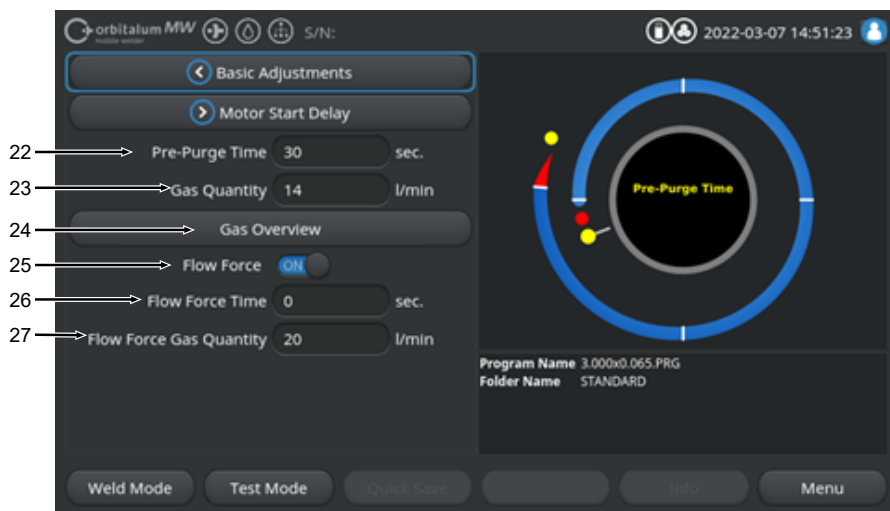 orbitalum MW
mobile welder
S/N:
2022-03-07 14:51:23
Basic Adjustments
Motor Start Delay
22 Pre-Purge Time 30 sec.
23 Gas Quantity 14 l/min
24 Gas Overview
25 Flow Force ON
26 Flow Force Time 0 sec.
27 Flow Force Gas Quantity 20 l/min
Pre-Purge Time
Program Name 3.000x0.065.PRG
Folder Name STANDARD
Weld Mode Test Mode Quick Save Info Menu